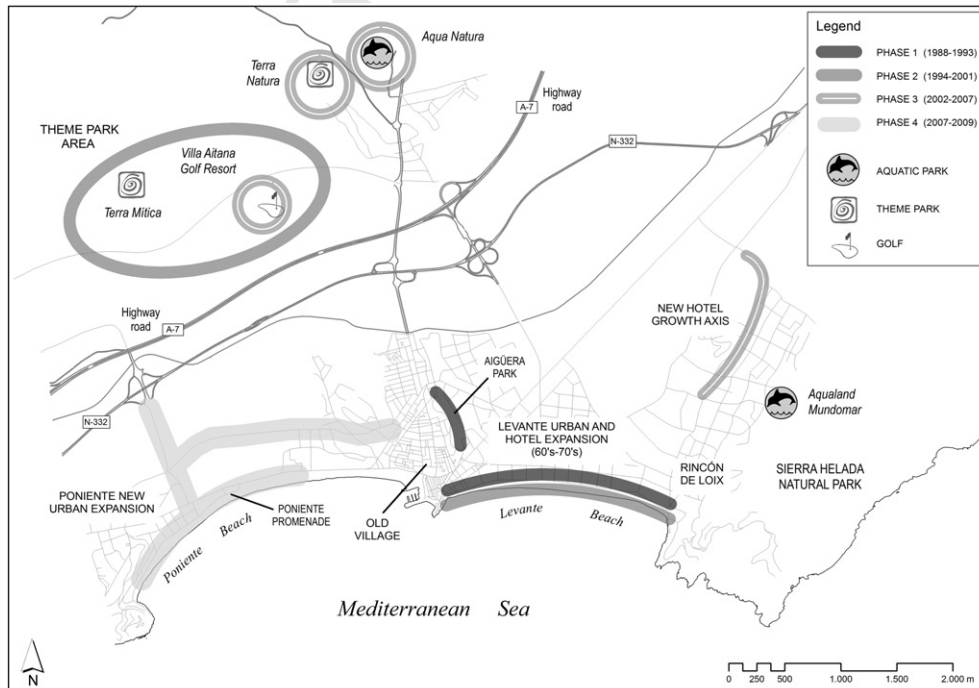 Aqua Natura
Terra
Natura
Highway
road
A-7
N-332
THEME PARK
AREA
Villa Aitana
Golf Resort
Terra Mitica
Highway
road
A-7
N-332
NEW HOTEL
GROWTH AXIS
AIGÜERA
PARK
Aqualand
Mundomar
LEVANTE URBAN AND
HOTEL EXPANSION
(60's-70's)
RINCÓN
DE LOIX
SIERRA HELADA
NATURAL PARK
PONIENTE NEW
URBAN EXPANSION
PONIENTE
PROMENADE
OLD
VILLAGE
Levante Beach
Poniente Beach
Mediterranean Sea
N
0 250 500 1.000 1.500 2.000 m
Legend
PHASE 1 (1988-1993)
PHASE 2 (1994-2001)
PHASE 3 (2002-2007)
PHASE 4 (2007-2009)
AQUATIC PARK
THEME PARK
GOLF